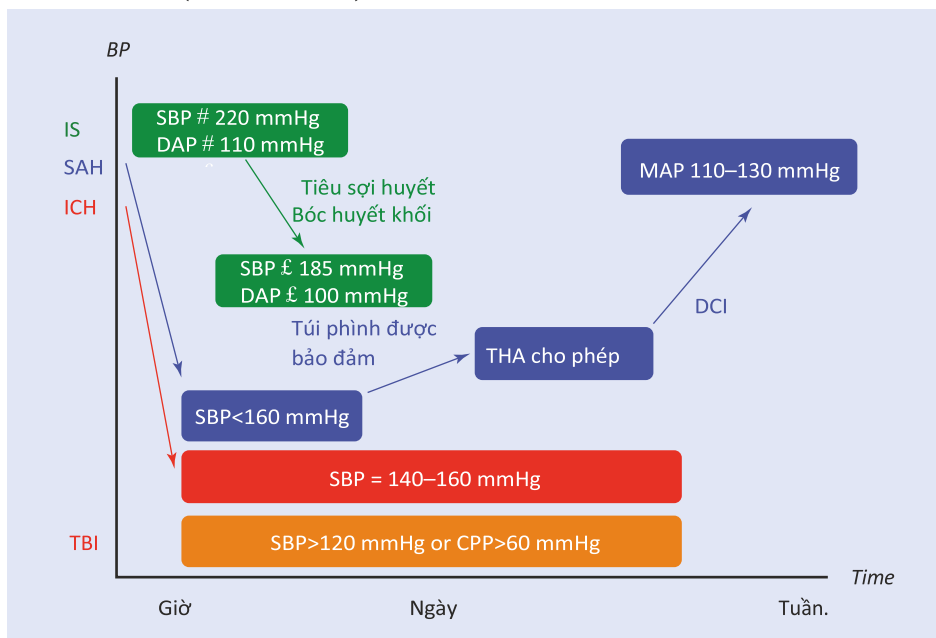 BP
IS
SAH
ICH
SBP # 220 mmHg
DAP # 110 mmHg
Tiêu sợi huyết
Bóc huyết khối
MAP 110–130 mmHg
SBP £ 185 mmHg
DAP £ 100 mmHg
DCI
Túi phình được
bảo đảm
THA cho phép
SBP<160 mmHg
SBP = 140–160 mmHg
TBI
SBP>120 mmHg or CPP>60 mmHg
Time
Giờ
Ngày
Tuần.